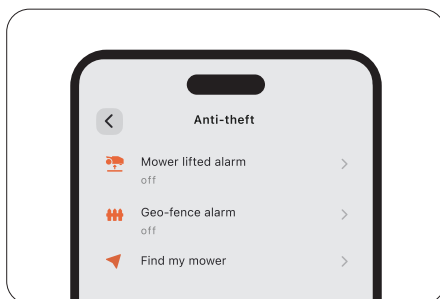 Anti-theft
Mower lifted alarm
off
Geo-fence alarm
off
Find my mower